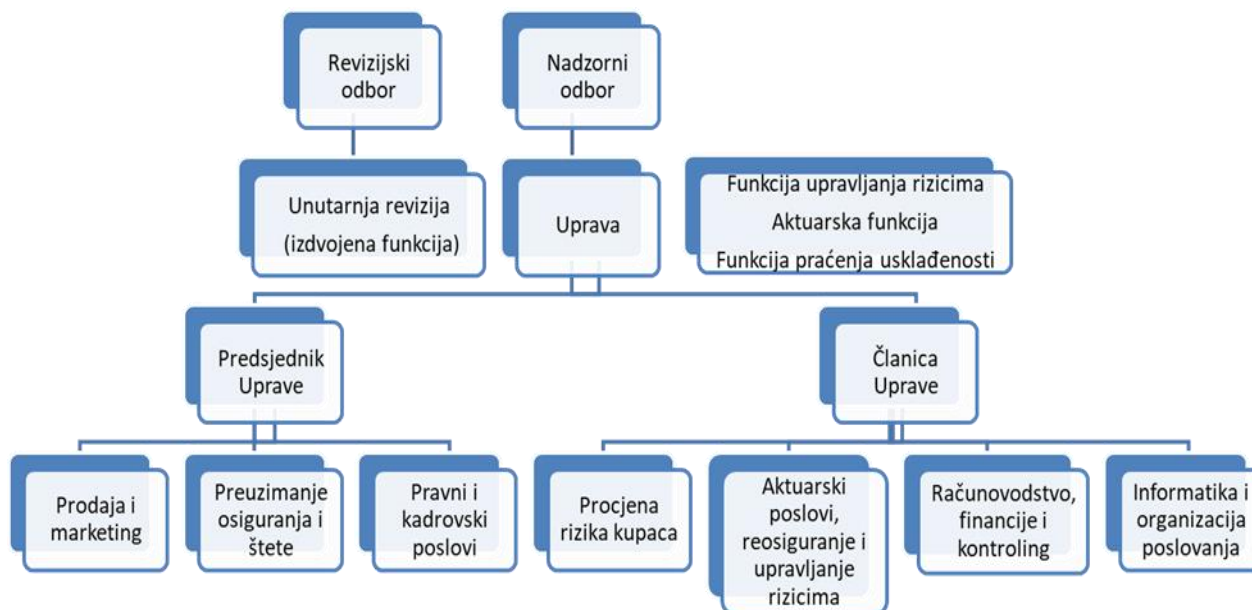 Revizijski
odbor
Nadzorni
odbor
Unutarnja revizija
(izdvojena funkcija)
Uprava
Funkcija upravljanja rizicima
Aktuarska funkcija
Funkcija praćenja usklađenosti
Predsjednik
Uprave
Članica
Uprave
Prodaja i
marketing
Preuzimanje
osiguranja i
štete
Pravni i
kadrovski
poslovi
Procjena
rizika kupaca
Aktuarski
poslovi,
reosiguranje i
upravljanje
rizicima
Računovodstvo,
financije i
kontroling
Informatika i
organizacija
poslovanja